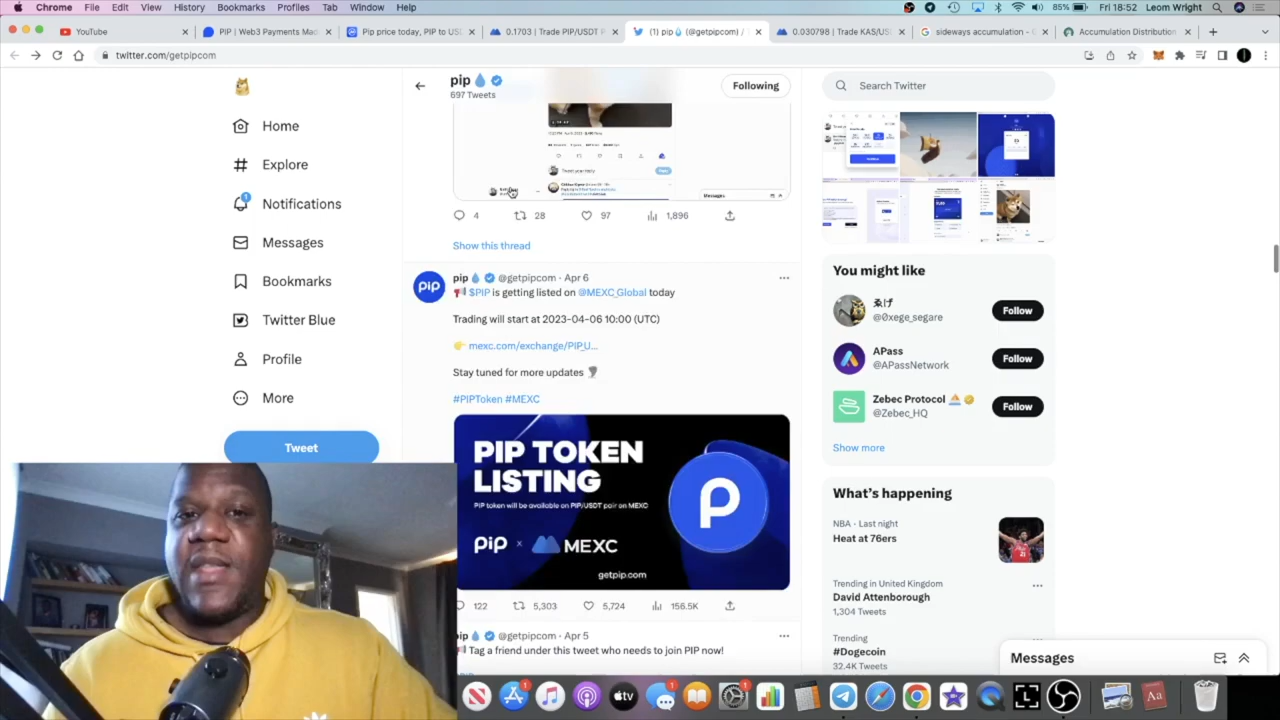 Chrome File Edit View History Bookmarks Profiles Tab Window Help 85% Fri 18:52 Leom Wright
YouTube
PIP | Web3 Payments Mad
Pip price today, PIP to US
0.1703 | Trade PIP/USDT P
(1) pip (@getpipcom) /
0.030798 | Trade KAS/US
sideways accumulation - G
Accumulation Distribution
twitter.com/getpipcom
pip
697 Tweets
Following
Search Twitter
Home
Explore
1
Notifications
Messages
Bookmarks
Twitter Blue
Profile
More
Tweet
Messages
4 28 97 1,896
Show this thread
pip @getpipcom · Apr 6
$PIP is getting listed on @MEXC_Global today
Trading will start at 2023-04-06 10:00 (UTC)
mexc.com/exchange/PIP_U...
Stay tuned for more updates
#PIPToken #MEXC
pip
PIP TOKEN
LISTING
PIP token will be available on PIP/USDT pair on MEXC
pip x MEXC
getpip.com
122 5,303 5,724 156.5K
pip @getpipcom · Apr 5
Tag a friend under this tweet who needs to join PIP now!
You might like
ゑげ
@0xege_segare
Follow
APass
@APassNetwork
Follow
Zebec Protocol
@Zebec_HQ
Follow
Show more
What's happening
NBA · Last night
Heat at 76ers
Trending in United Kingdom
David Attenborough
1,304 Tweets
Trending
#Dogecoin
32.4K Tweets
Messages
tv
Aa